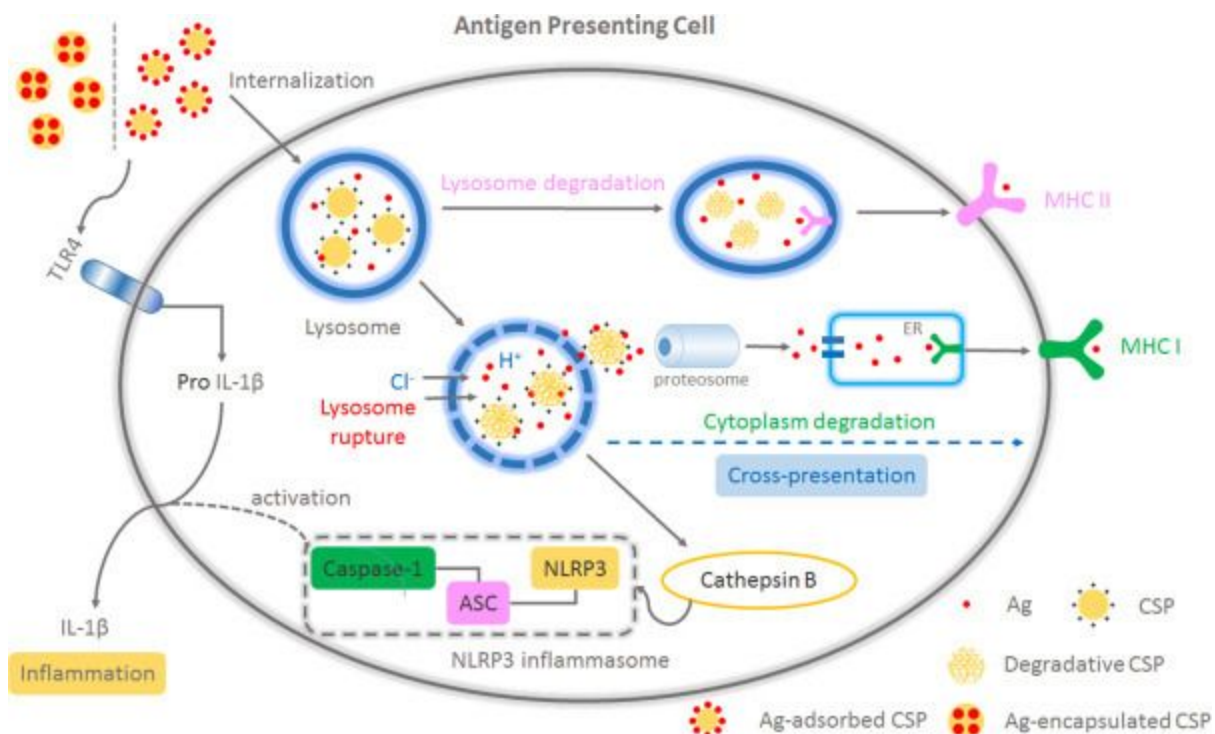 Antigen Presenting Cell
Internalization
Lysosome degradation
MHC II
TLR4
Lysosome
ER
H⁺
MHC I
Pro IL-1β
Cl⁻
proteosome
Lysosome
rupture
Cytoplasm degradation
Cross-presentation
activation
Caspase-1
NLRP3
ASC
Cathepsin B
Ag
CSP
IL-1β
Inflammation
NLRP3 inflammasome
Degradative CSP
Ag-adsorbed CSP
Ag-encapsulated CSP